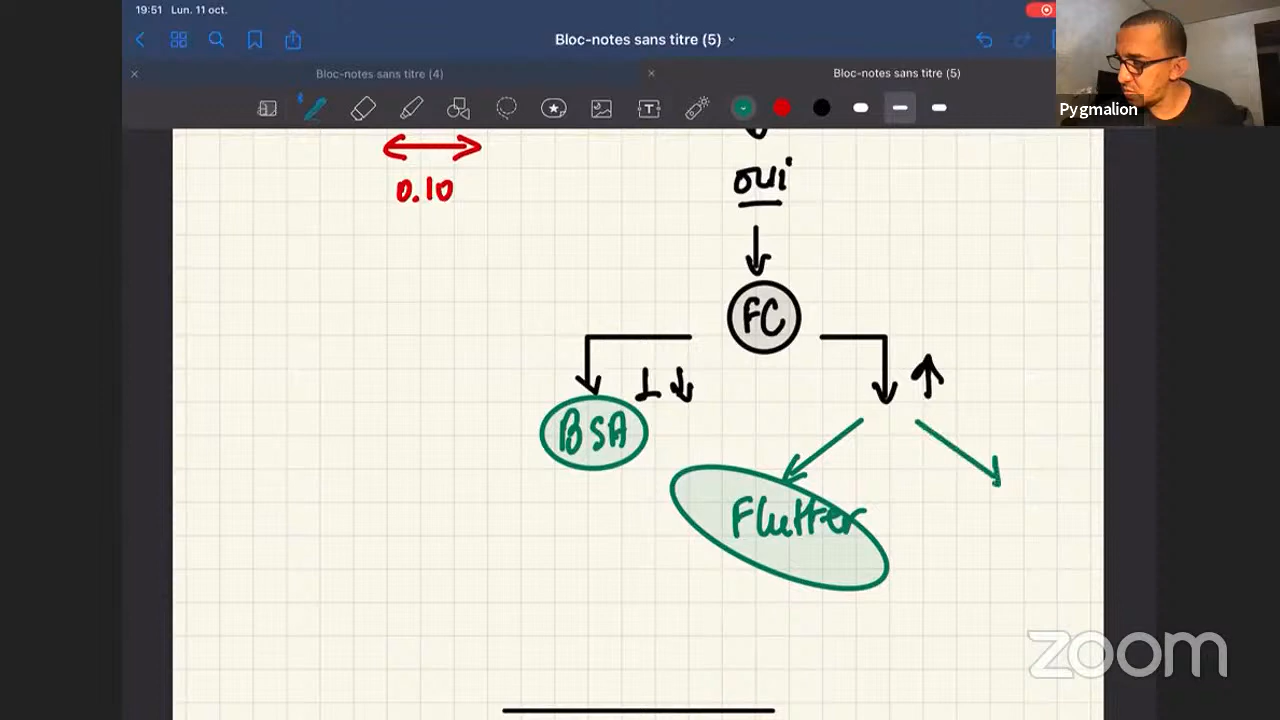 19:51 Lun. 11 oct.
Bloc-notes sans titre (5)
Bloc-notes sans titre (4)
Bloc-notes sans titre (5)
Pygmalion
0.10
oui
FC
BSA
Flutter
zoom